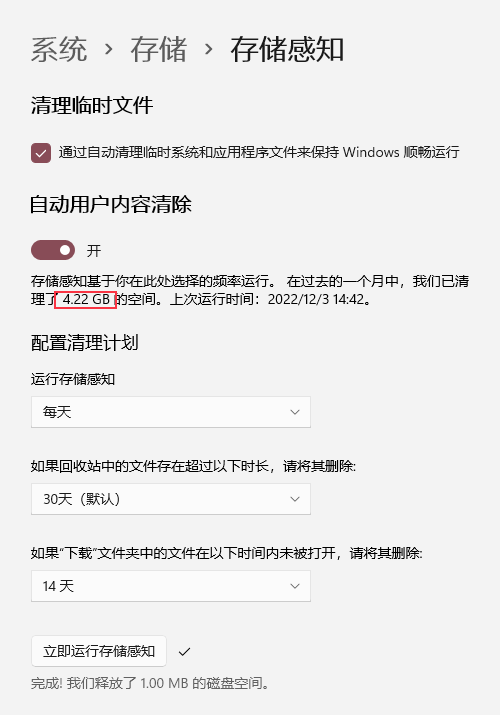 系统 > 存储 > 存储感知
清理临时文件
通过自动清理临时系统和应用程序文件来保持 Windows 顺畅运行
自动用户内容清除
开
存储感知基于你在此处选择的频率运行。 在过去的一个月中，我们已清
理了 4.22 GB 的空间。上次运行时间：2022/12/3 14:42。
配置清理计划
运行存储感知
每天
如果回收站中的文件存在超过以下时长，请将其删除:
30天（默认）
如果“下载”文件夹中的文件在以下时间内未被打开，请将其删除:
14 天
立即运行存储感知
完成! 我们释放了 1.00 MB 的磁盘空间。